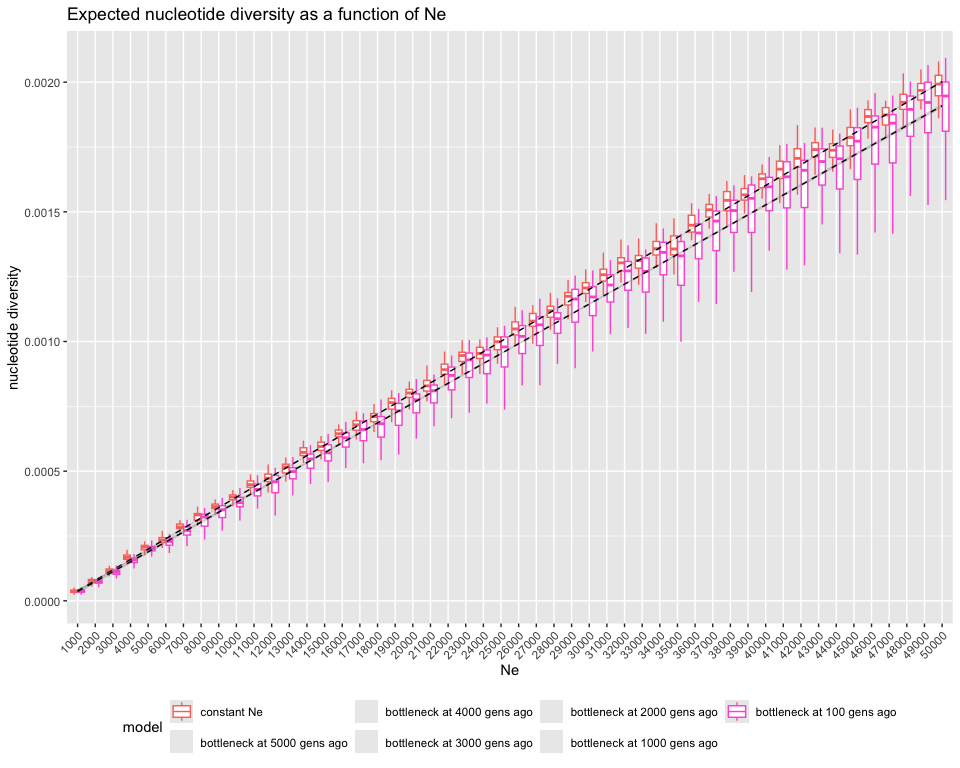 Expected nucleotide diversity as a function of Ne
nucleotide diversity
0.0020
0.0015
0.0010
0.0005
0.0000
1000 2000 3000 4000 5000 6000 7000 8000 9000 10000 11000 12000 13000 14000 15000 16000 17000 18000 19000 20000 21000 22000 23000 24000 25000 26000 27000 28000 29000 30000 31000 32000 33000 34000 35000 36000 37000 38000 39000 40000 41000 42000 43000 44000 45000 46000 47000 48000 49000 50000
Ne
model
constant Ne
bottleneck at 4000 gens ago
bottleneck at 2000 gens ago
bottleneck at 100 gens ago
bottleneck at 5000 gens ago
bottleneck at 3000 gens ago
bottleneck at 1000 gens ago